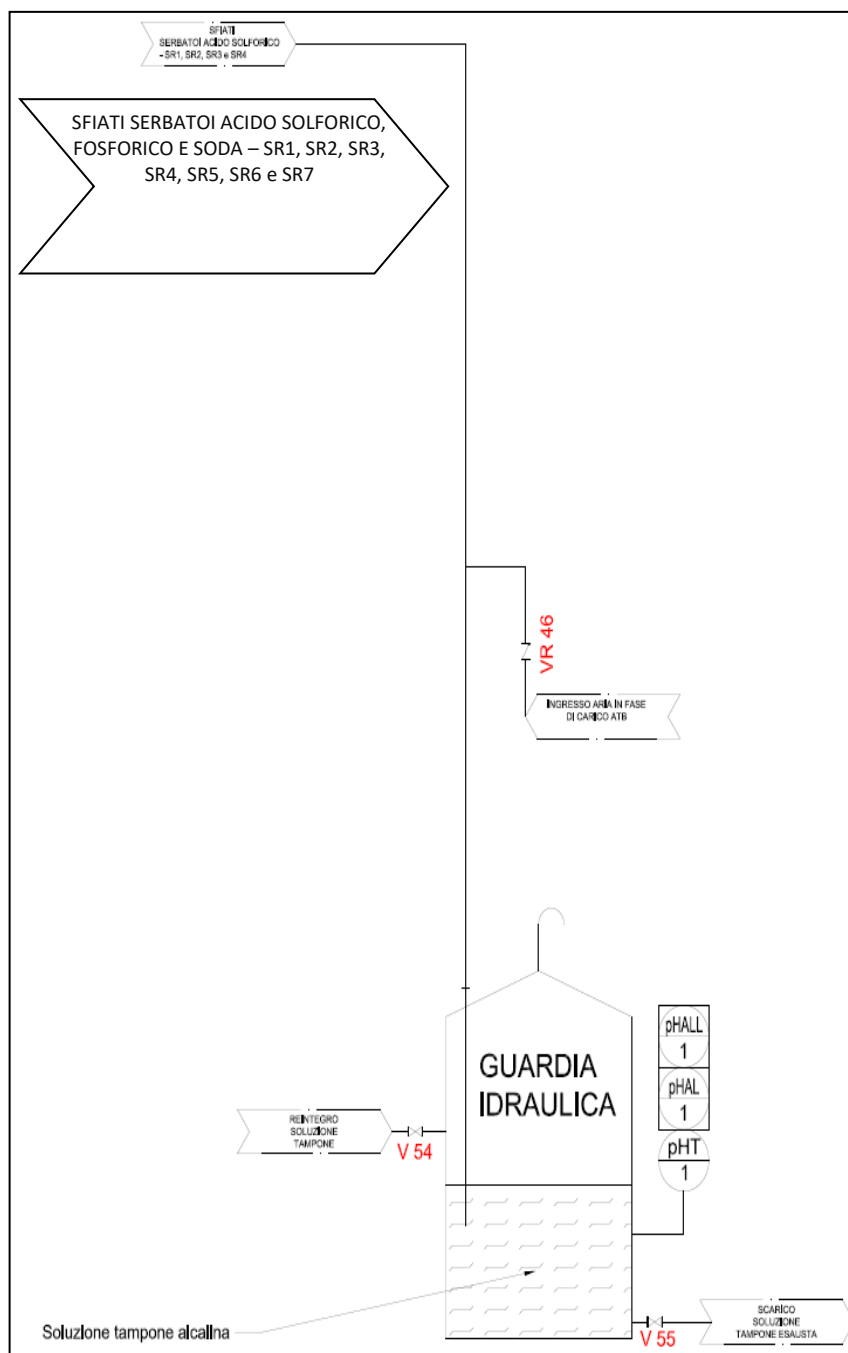 SFIATI
SERBATOI ACIDO SOLFORICO
- SR1, SR2, SR3 e SR4
SFIATI SERBATOI ACIDO SOLFORICO,
FOSFORICO E SODA – SR1, SR2, SR3,
SR4, SR5, SR6 e SR7
VR 46
INGRESSO ARIA IN FASE
DI CARICO ATB
pHALL
1
GUARDIA
IDRAULICA
pHAL
1
REINTEGRO
SOLUZIONE
TAMPONE
V 54
pHT
1
Soluzione tampone alcalina
V 55
SCARICO
SOLUZIONE
TAMPONE ESAUSTA